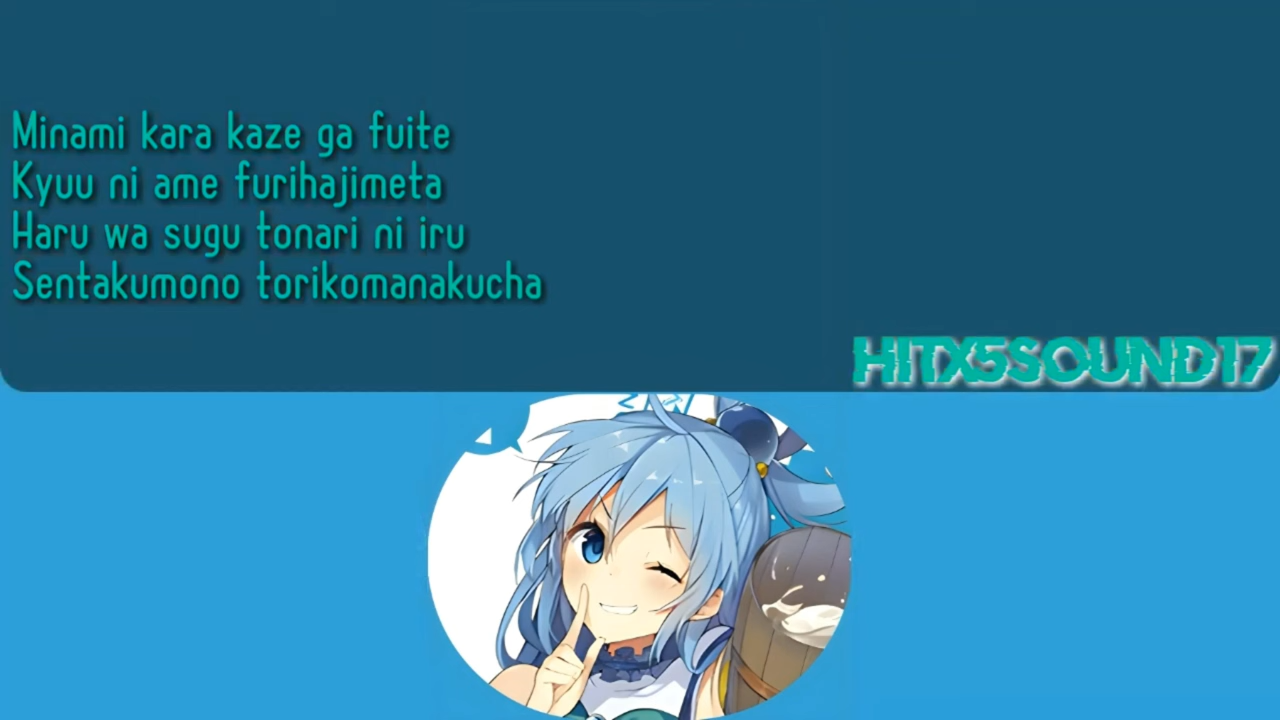 Minami kara kaze ga fuite
Kyuu ni ame furihajimeta
Haru wa sugu tonari ni iru
Sentakumono torikomanakucha
HITX5SOUND17